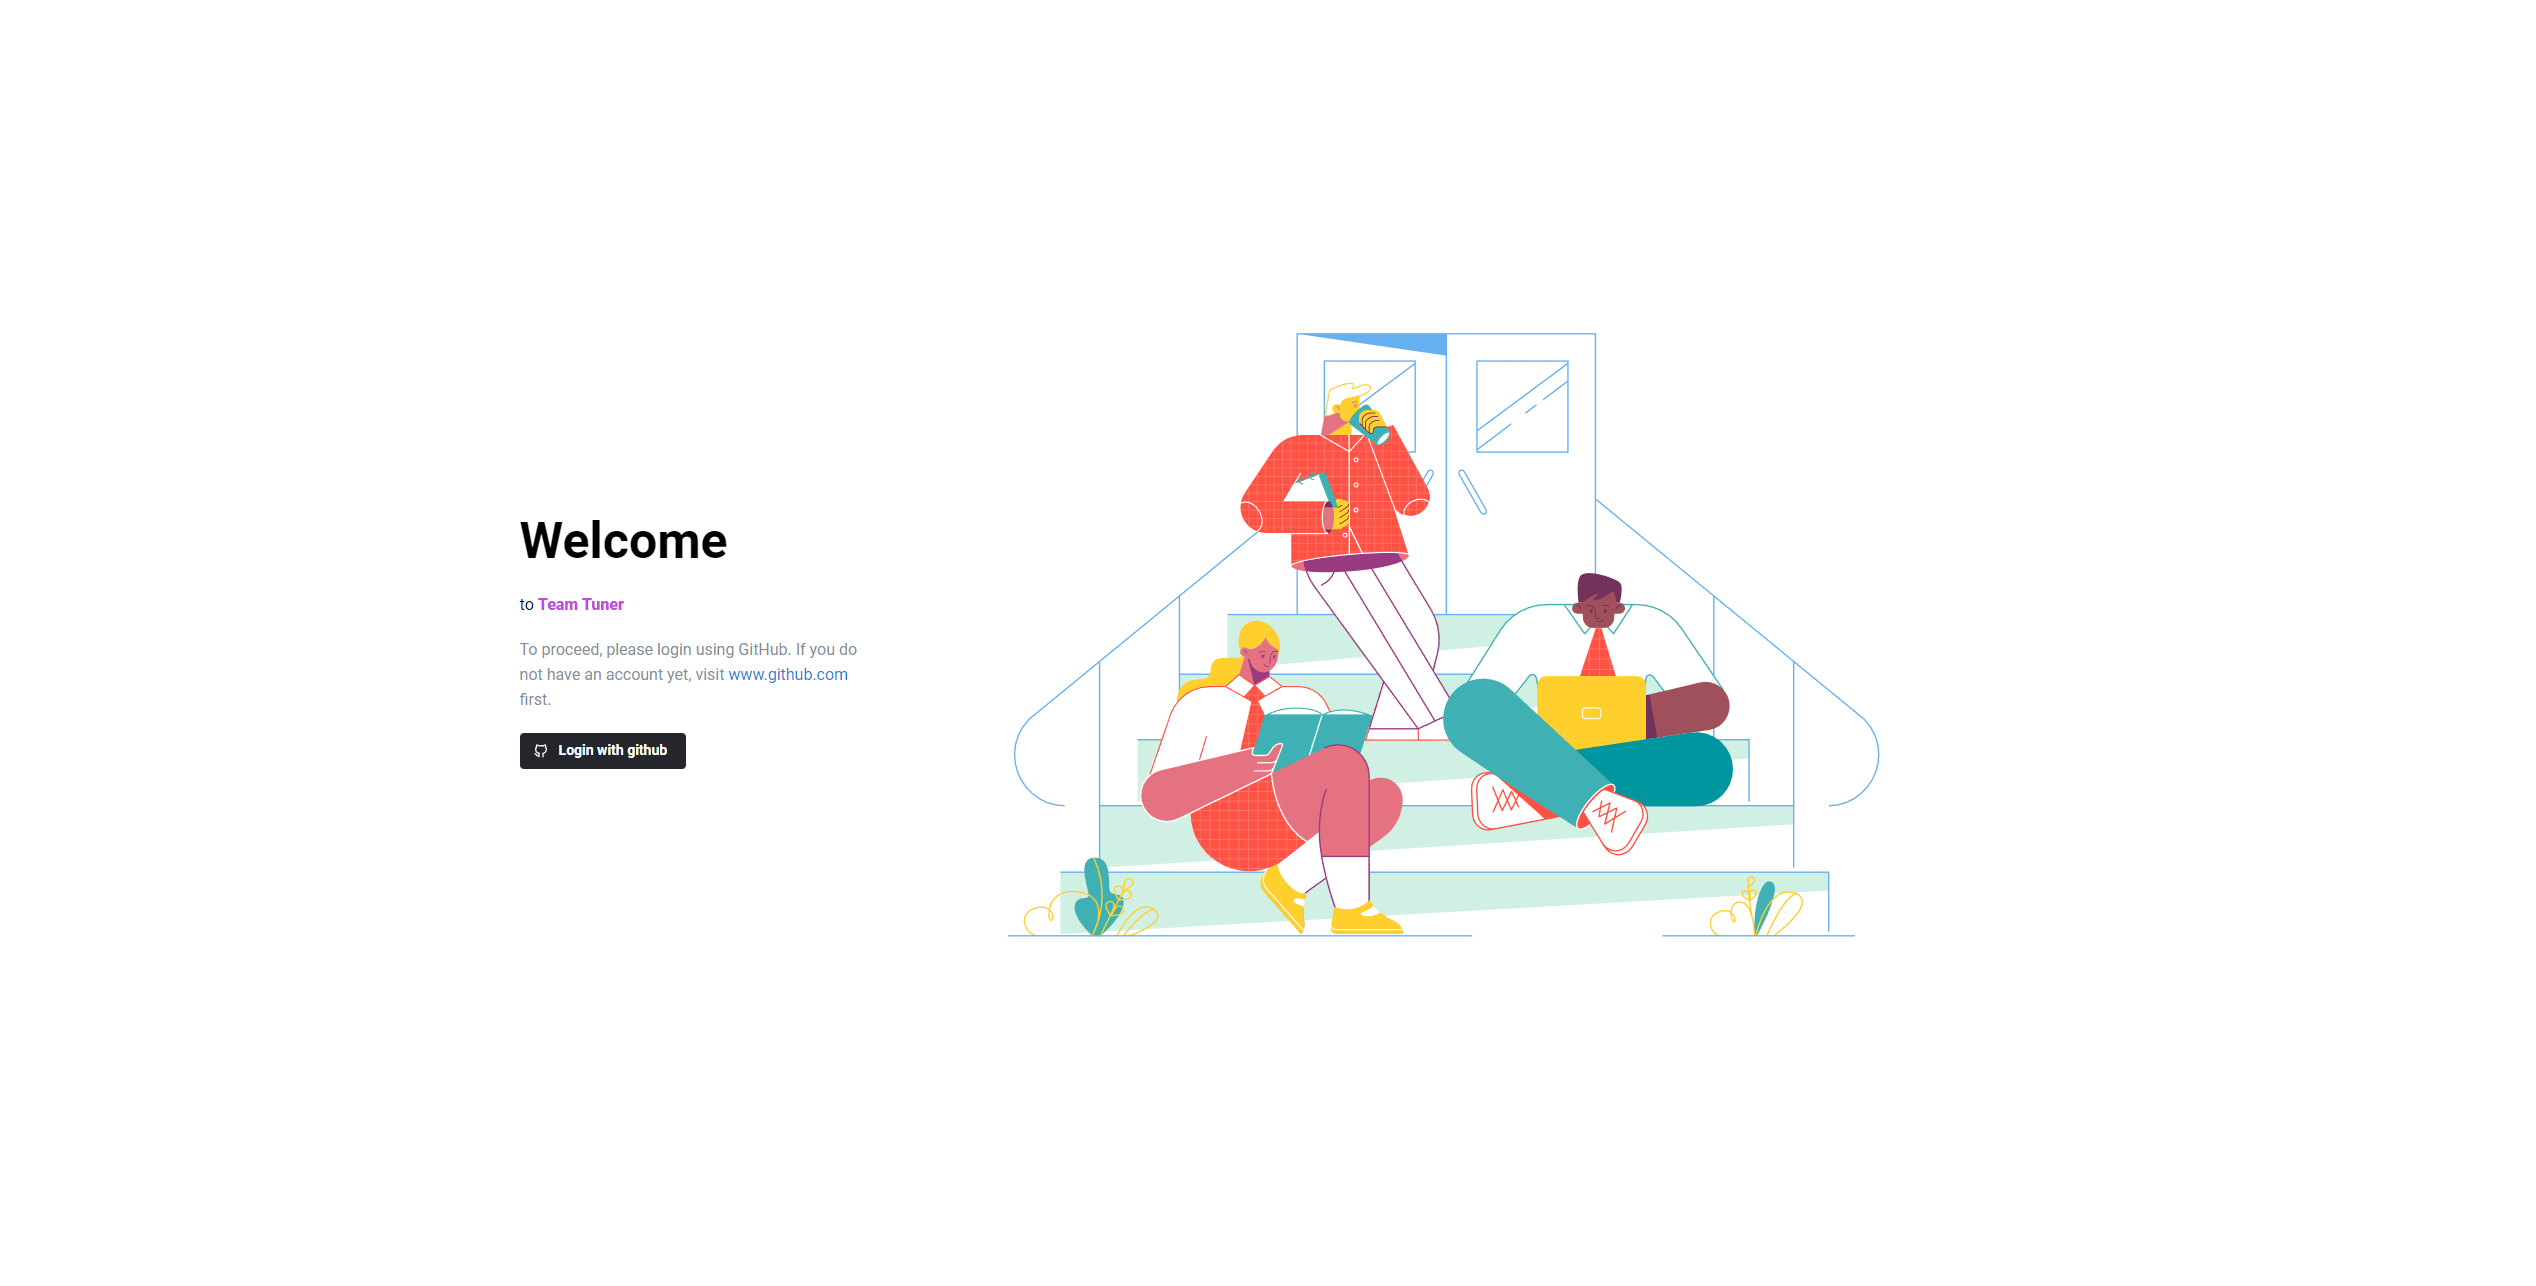 Welcome
to Team Tuner
To proceed, please login using GitHub. If you do
not have an account yet, visit www.github.com
first.
Login with github